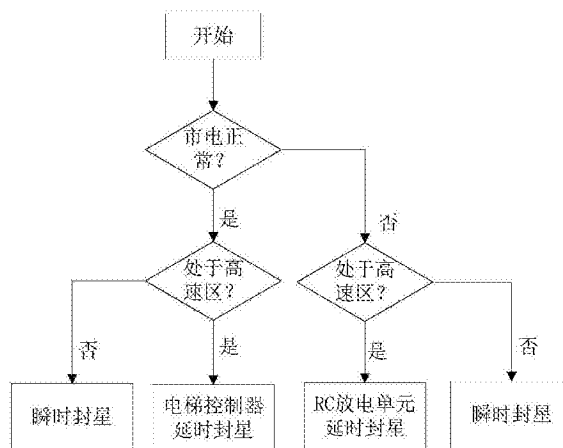 开始
市电正
常?
是
否
处于高
速区?
处于高
速区?
否
是
是
否
瞬时封星
电梯控制器
延时封星
RC放电单元
延时封星
瞬时封星